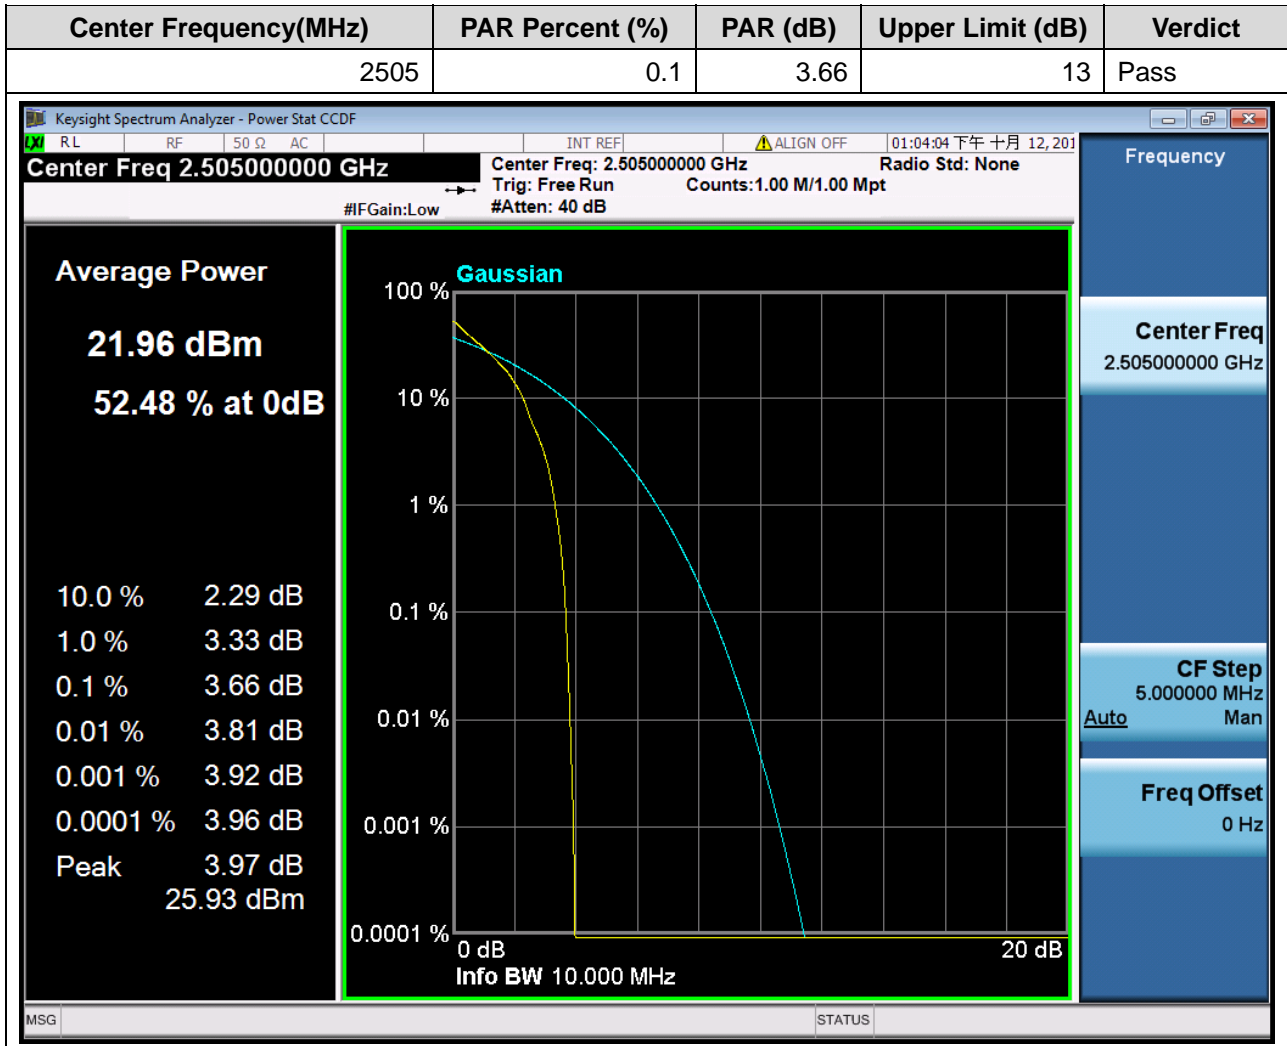 Center Frequency(MHz) PAR Percent (%) PAR (dB) Upper Limit (dB) Verdict
2505 0.1 3.66 13 Pass
Keysight Spectrum Analyzer - Power Stat CCDF
LXI RL RF 50 Ω AC INT REF ALIGN OFF 01:04:04 下午 十月 12, 201
Center Freq 2.505000000 GHz
Center Freq: 2.505000000 GHz Radio Std: None
Trig: Free Run Counts:1.00 M/1.00 Mpt
#IFGain:Low #Atten: 40 dB
Frequency
Average Power
21.96 dBm
52.48 % at 0dB
10.0 % 2.29 dB
1.0 % 3.33 dB
0.1 % 3.66 dB
0.01 % 3.81 dB
0.001 % 3.92 dB
0.0001 % 3.96 dB
Peak 3.97 dB
25.93 dBm
Gaussian
100 %
10 %
1 %
0.1 %
0.01 %
0.001 %
0.0001 %
0 dB 20 dB
Info BW 10.000 MHz
Center Freq
2.505000000 GHz
CF Step
5.000000 MHz
Auto Man
Freq Offset
0 Hz
MSG STATUS